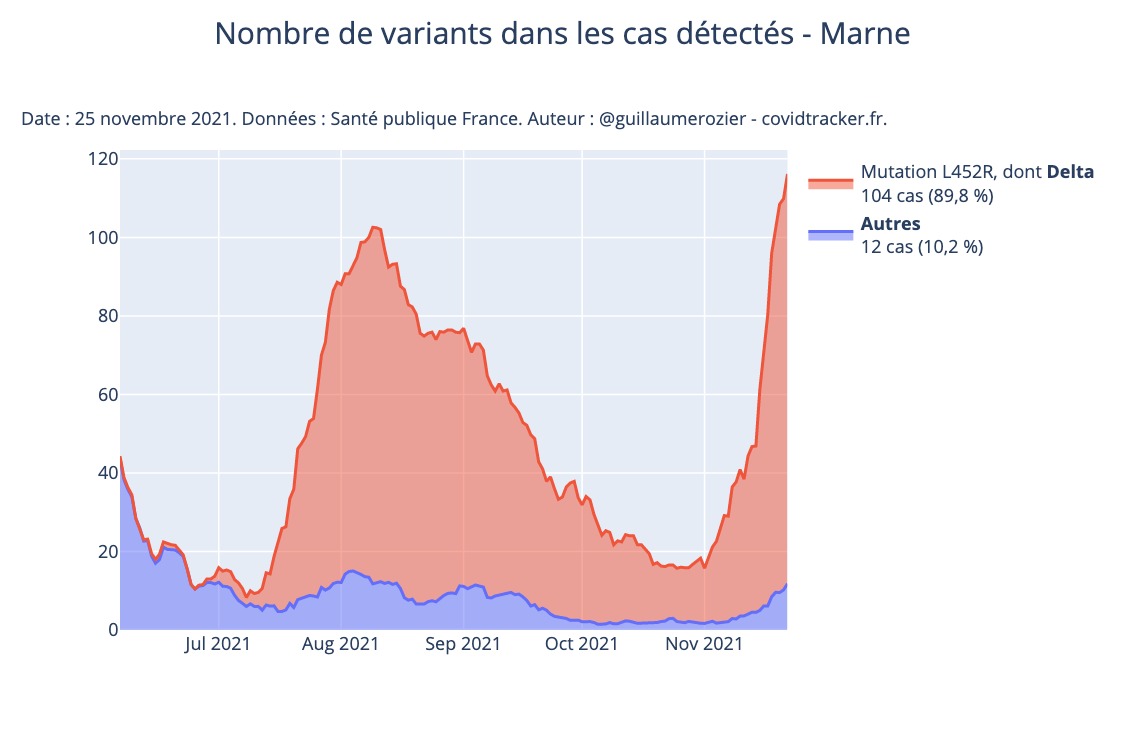 Nombre de variants dans les cas détectés - Marne
Date : 25 novembre 2021. Données : Santé publique France. Auteur : @guillaumerozier - covidtracker.fr.
120
100
80
60
40
20
0
Jul 2021
Aug 2021
Sep 2021
Oct 2021
Nov 2021
Mutation L452R, dont Delta
104 cas (89,8 %)
Autres
12 cas (10,2 %)